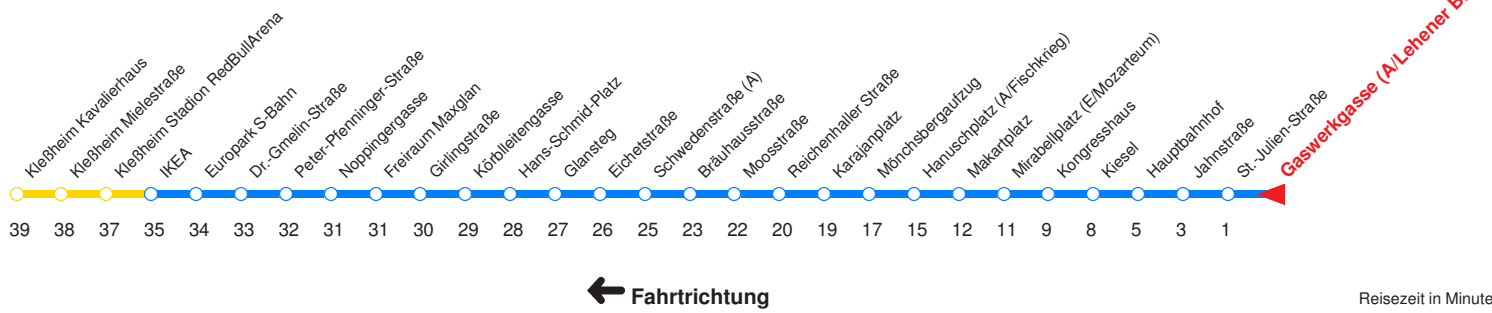 Kleßheim Kavalierhaus
Kleßheim Mielestraße
Kleßheim Stadion RedBullArena
IKEA
Europark S-Bahn
Dr.-Gmelin-Straße
Peter-Pfenninger-Straße
Noppingergasse
Freiraum Maxglan
Girlingstraße
Körblleitengasse
Hans-Schmid-Platz
Glansteg
Eichetstraße
Schwedenstraße (A)
Bräuhausstraße
Moosstraße
Reichenhaller Straße
Karajanplatz
Mönchsbergaufzug
Hanuschplatz (A/Fischkrieg)
Makartplatz
Mirabellplatz (E/Mozarteum)
Kongresshaus
Kiesel
Hauptbahnhof
Jahnstraße
St.-Julien-Straße
Gaswerkgasse (A/Lehener
39 38 37 35 34 33 32 31 31 30 29 28 27 26 25 23 22 20 19 17 15 12 11 9 8 5 3 1
Fahrtrichtung
Reisezeit in Minute